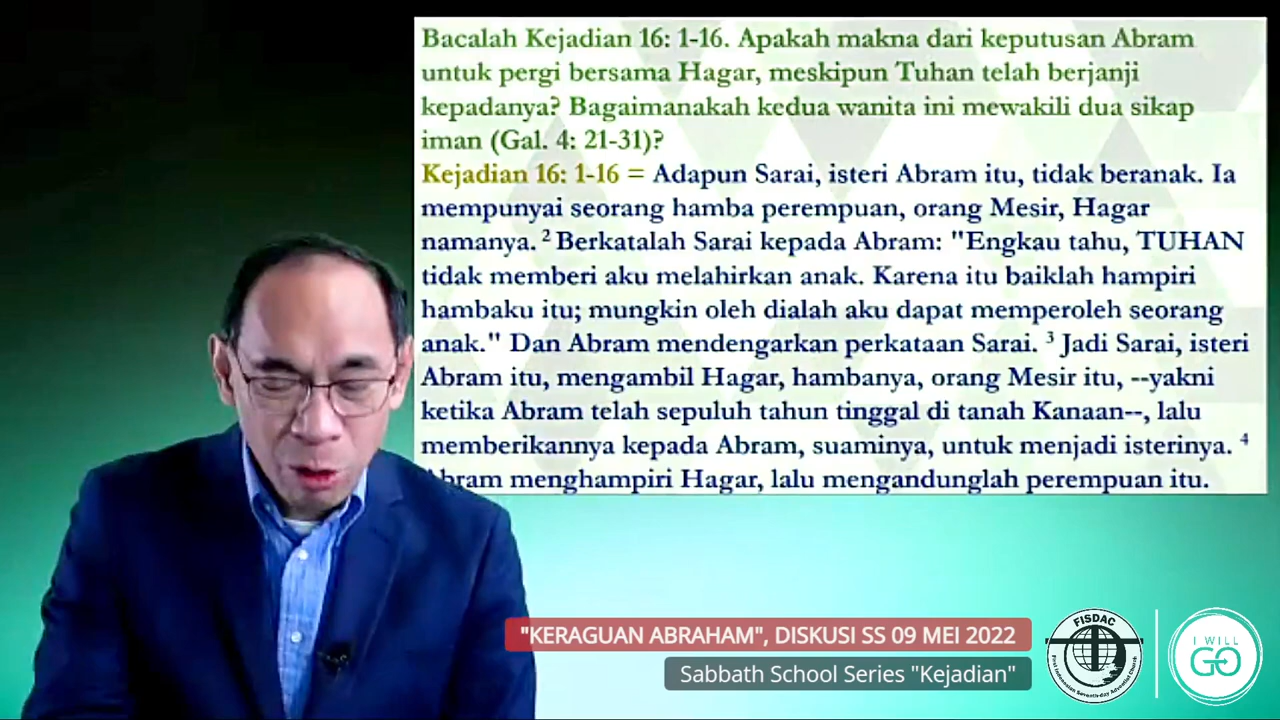 Bacalah Kejadian 16: 1-16. Apakah makna dari keputusan Abram
untuk pergi bersama Hagar, meskipun Tuhan telah berjanji
kepadanya? Bagaimanakah kedua wanita ini mewakili dua sikap
iman (Gal. 4: 21-31)?
Kejadian 16: 1-16 = Adapun Sarai, isteri Abram itu, tidak beranak. Ia
mempunyai seorang hamba perempuan, orang Mesir, Hagar
namanya. 2 Berkatalah Sarai kepada Abram: "Engkau tahu, TUHAN
tidak memberi aku melahirkan anak. Karena itu baiklah hampiri
hambaku itu; mungkin oleh dialah aku dapat memperoleh seorang
anak." Dan Abram mendengarkan perkataan Sarai. 3 Jadi Sarai, isteri
Abram itu, mengambil Hagar, hambanya, orang Mesir itu, --yakni
ketika Abram telah sepuluh tahun tinggal di tanah Kanaan--, lalu
memberikannya kepada Abram, suaminya, untuk menjadi isterinya. 4
Abram menghampiri Hagar, lalu mengandunglah perempuan itu.
"KERAGUAN ABRAHAM", DISKUSI SS 09 MEI 2022
Sabbath School Series "Kejadian"
FISDAC
First Indonesian Seventh-day Adventist Church
I WILL
GO